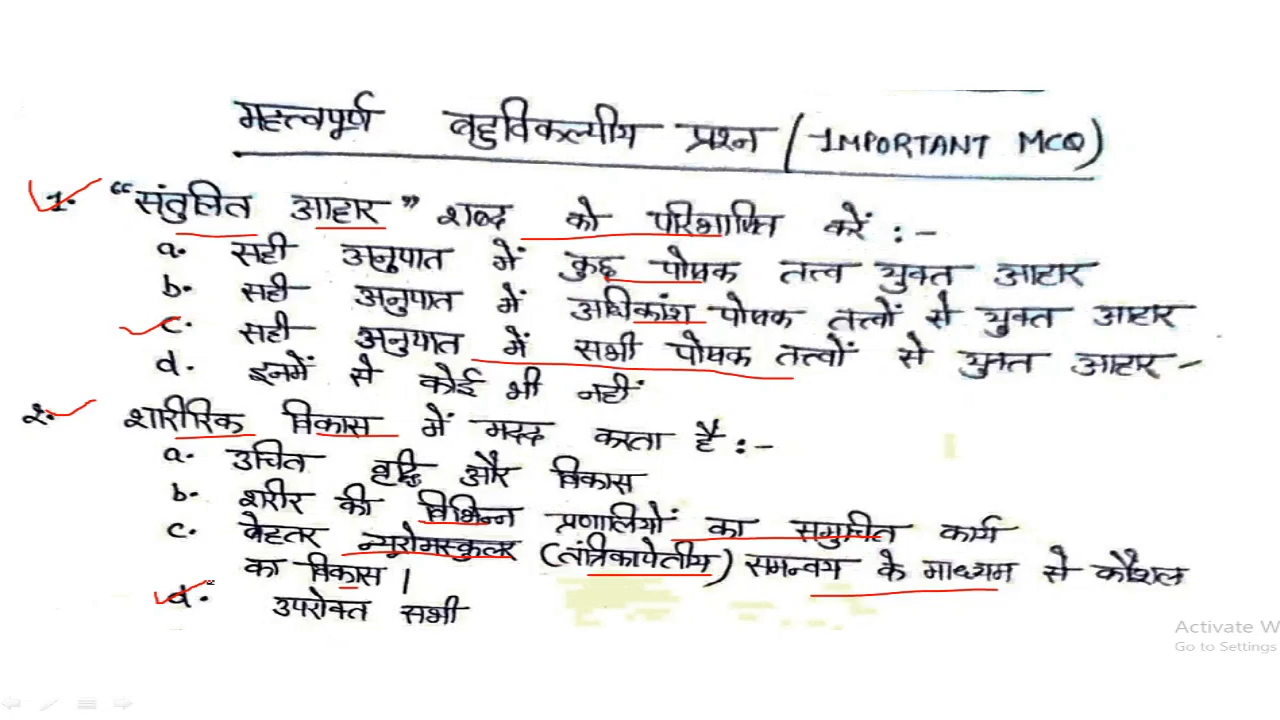 महत्वपूर्ण बहुविकल्पीय प्रश्न (IMPORTANT MCQ)
1. "संतुलित आहार" शब्द को परिभाषित करें :-
a. सही अनुपात में कुछ पोषक तत्व युक्त आहार
b. सही अनुपात में अधिकांश पोषक तत्वों से युक्त आहार
c. सही अनुपात में सभी पोषक तत्वों से युक्त आहार -
d. इनमें से कोई भी नहीं
2. शारीरिक विकास में मदद करता है :-
a. उचित वृद्धि और विकास
b. शरीर की विभिन्न प्रणालियों का समुचित कार्य
c. बेहतर न्यूरोमस्कुलर (तंत्रिकापेशीय) समन्वय के माध्यम से कौशल
का विकास |
d. उपरोक्त सभी
Activate W
Go to Settings